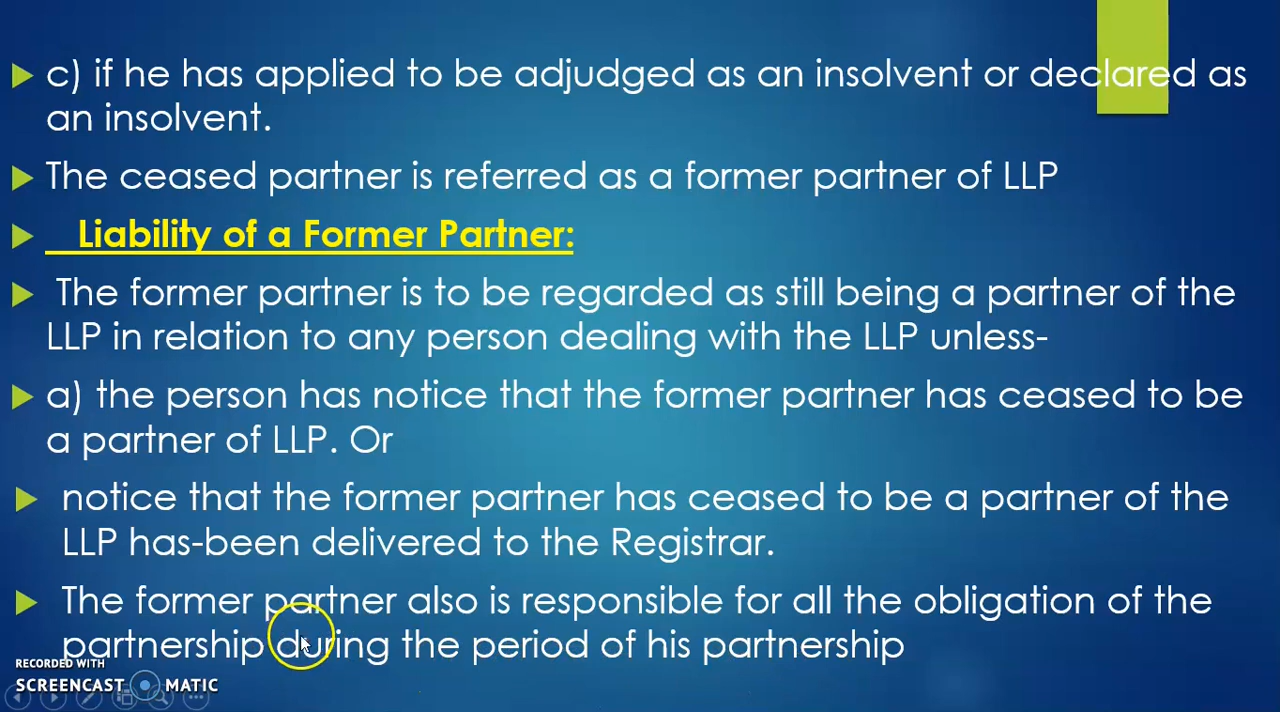 c) if he has applied to be adjudged as an insolvent or declared as
an insolvent.
The ceased partner is referred as a former partner of LLP
Liability of a Former Partner:
The former partner is to be regarded as still being a partner of the
LLP in relation to any person dealing with the LLP unless-
a) the person has notice that the former partner has ceased to be
a partner of LLP. Or
notice that the former partner has ceased to be a partner of the
LLP has-been delivered to the Registrar.
The former partner also is responsible for all the obligation of the
partnership during the period of his partnership
RECORDED WITH
SCREENCAST MATIC